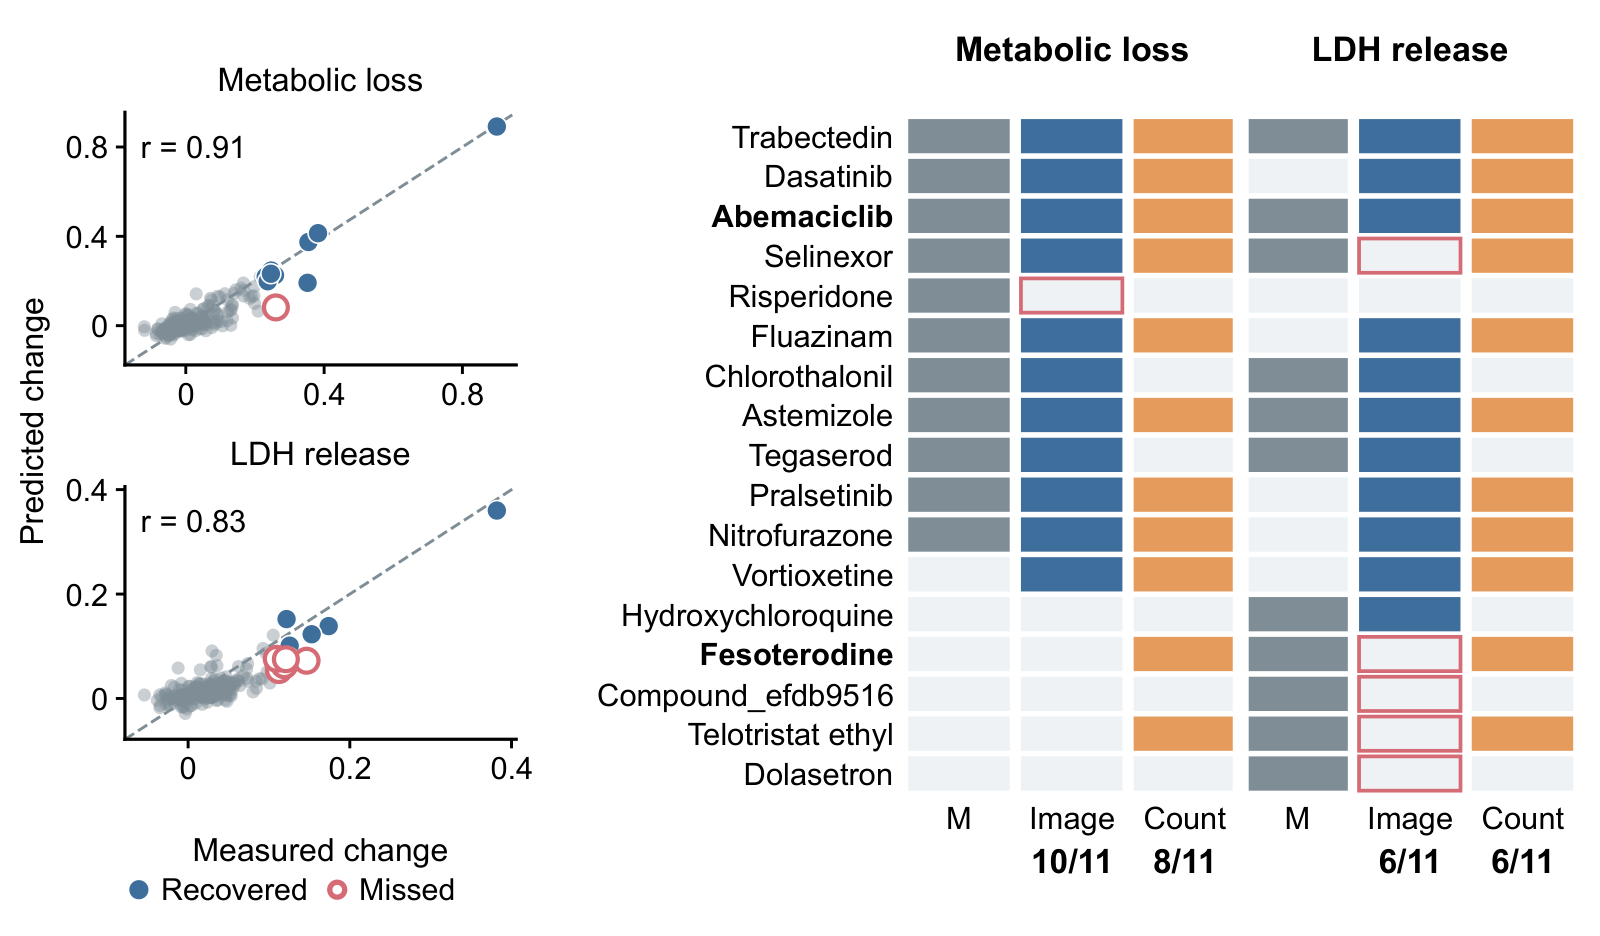 Metabolic loss
r = 0.91
0.8
0.4
0
0
0.4
0.8
Predicted change
LDH release
r = 0.83
0.4
0.2
0
0
0.2
0.4
Measured change
Recovered
Missed
Metabolic loss
LDH release
Trabectedin
Dasatinib
Abemaciclib
Selinexor
Risperidone
Fluazinam
Chlorothalonil
Astemizole
Tegaserod
Pralsetinib
Nitrofurazone
Vortioxetine
Hydroxychloroquine
Fesoterodine
Compound_efdb9516
Telotristat ethyl
Dolasetron
M Image Count M Image Count
10/11 8/11 6/11 6/11